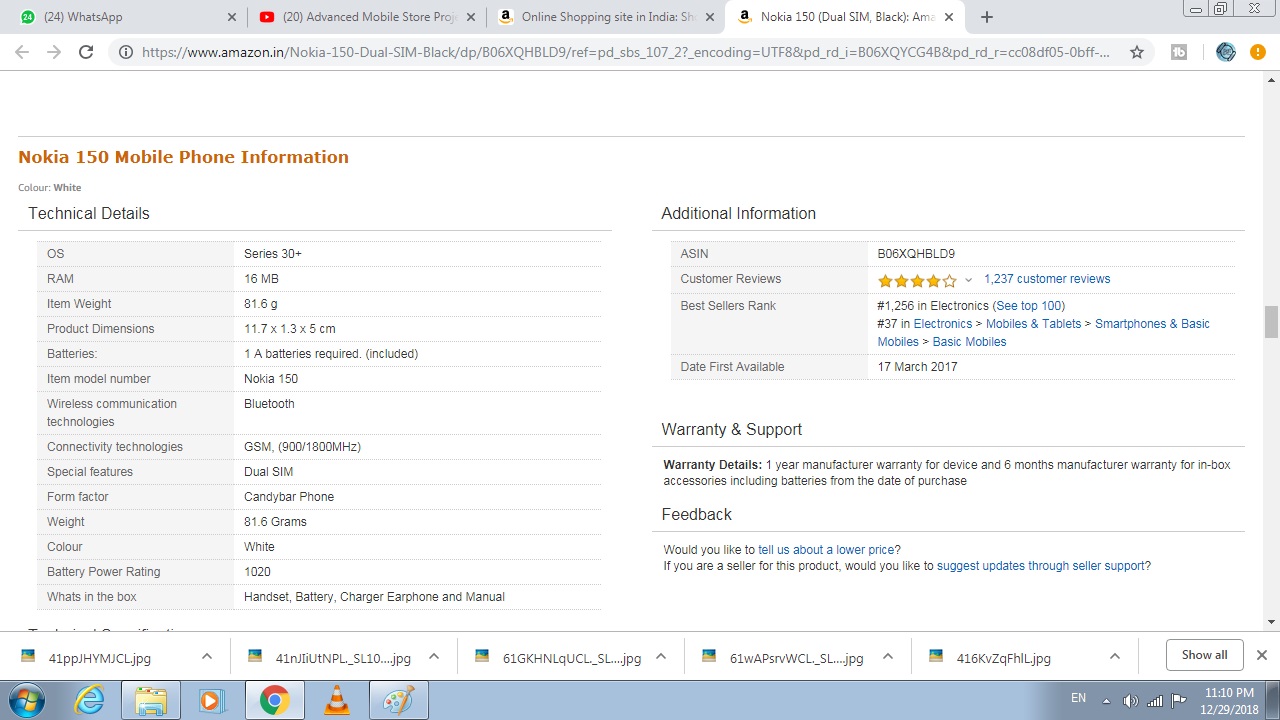 (24) WhatsApp
(20) Advanced Mobile Store Proje
Online Shopping site in India: Sh
Nokia 150 (Dual SIM, Black): Ama
https://www.amazon.in/Nokia-150-Dual-SIM-Black/dp/B06XQHBLD9/ref=pd_sbs_107_2?_encoding=UTF8&pd_rd_i=B06XQYCG4B&pd_rd_r=cc08df05-0bff-...
Nokia 150 Mobile Phone Information
Colour: White
Technical Details
OS Series 30+
RAM 16 MB
Item Weight 81.6 g
Product Dimensions 11.7 x 1.3 x 5 cm
Batteries: 1 A batteries required. (included)
Item model number Nokia 150
Wireless communication technologies Bluetooth
Connectivity technologies GSM, (900/1800MHz)
Special features Dual SIM
Form factor Candybar Phone
Weight 81.6 Grams
Colour White
Battery Power Rating 1020
Whats in the box Handset, Battery, Charger Earphone and Manual
Additional Information
ASIN B06XQHBLD9
Customer Reviews 1,237 customer reviews
Best Sellers Rank #1,256 in Electronics (See top 100)
#37 in Electronics > Mobiles & Tablets > Smartphones & Basic
Mobiles > Basic Mobiles
Date First Available 17 March 2017
Warranty & Support
Warranty Details: 1 year manufacturer warranty for device and 6 months manufacturer warranty for in-box
accessories including batteries from the date of purchase
Feedback
Would you like to tell us about a lower price?
If you are a seller for this product, would you like to suggest updates through seller support?
41ppJHYMJCL.jpg
41nJIiUtNPL._SL10....jpg
61GKHNLqUCL._SL....jpg
61wAPsrvWCL._SL....jpg
416KvZqFhlL.jpg
Show all
EN
11:10 PM
12/29/2018